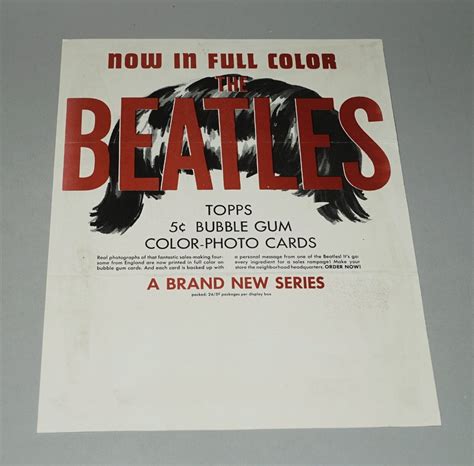 NOW IN FULL COLOR
THE
BEATLES
TOPPS
5¢ BUBBLE GUM
COLOR-PHOTO CARDS
Real photographs of that fantastic sales-making four-
some from England are now printed in full color on
bubble gum cards. And each card is backed up with
a personal message from one of the Beatles! It's got
every ingredient for a sales rampage! Make your
store the neighborhood headquarters, ORDER NOW!
A BRAND NEW SERIES
packed: 24/5¢ packages per display box